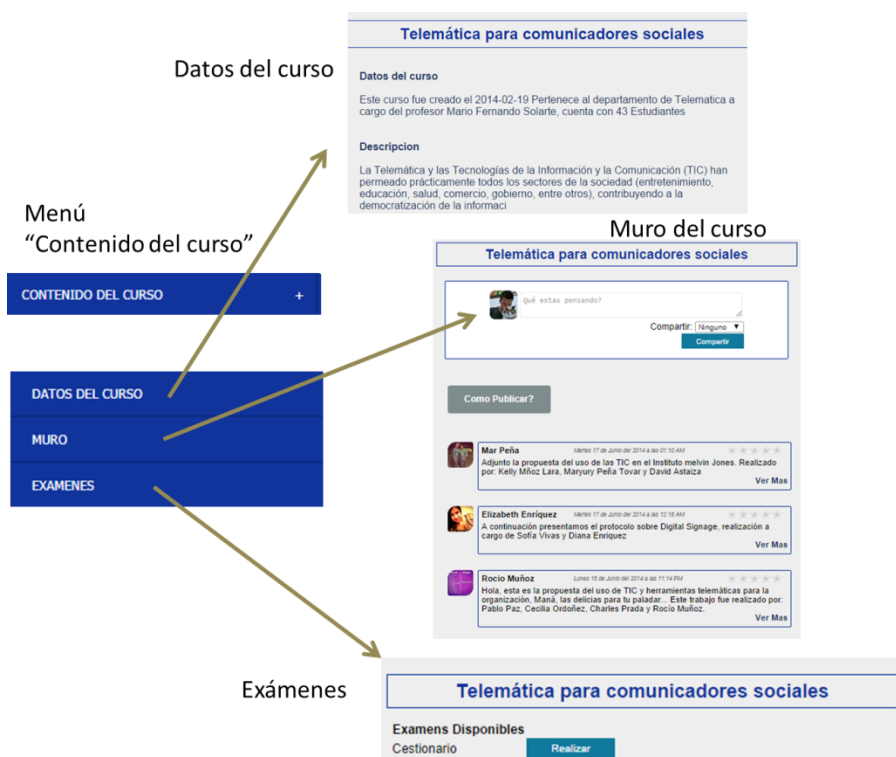 Telemática para comunicadores sociales
Datos del curso
Datos del curso
Este curso fue creado el 2014-02-19 Pertenece al departamento de Telematica a
cargo del profesor Mario Fernando Solarte, cuenta con 43 Estudiantes
Descripcion
La Telemática y las Tecnologías de la Información y la Comunicación (TIC) han
permeado prácticamente todos los sectores de la sociedad (entretenimiento,
educación, salud, comercio, gobierno, entre otros), contribuyendo a la
democratización de la informaci
Menú
“Contenido del curso”
CONTENIDO DEL CURSO +
DATOS DEL CURSO
MURO
EXAMENES
Muro del curso
Telemática para comunicadores sociales
Qué estas pensando?
Compartir: Ninguno ▼
Compartir
Como Publicar?
Mar Peña Martes 17 de Junio del 2014 a las 01:10 AM
Adjunto la propuesta del uso de las TIC en el Instituto melvin Jones. Realizado
por: Kelly Mñoz Lara, Maryury Peña Tovar y David Astaiza
Ver Mas
Elizabeth Enríquez Martes 17 de Junio del 2014 a las 12:18 AM
A continuación presentamos el protocolo sobre Digital Signage, realización a
cargo de Sofía Vivas y Diana Enriquez
Ver Mas
Rocio Muñoz Lunes 16 de Junio del 2014 a las 11:14 PM
Hola, esta es la propuesta del uso de TIC y herramientas telemáticas para la
organización, Maná, las delicias para tu paladar... Este trabajo fue realizado por:
Pablo Paz, Cecilia Ordoñez, Charles Prada y Rocío Muñoz.
Ver Mas
Exámenes
Telemática para comunicadores sociales
Examens Disponibles
Cestionario Realizar